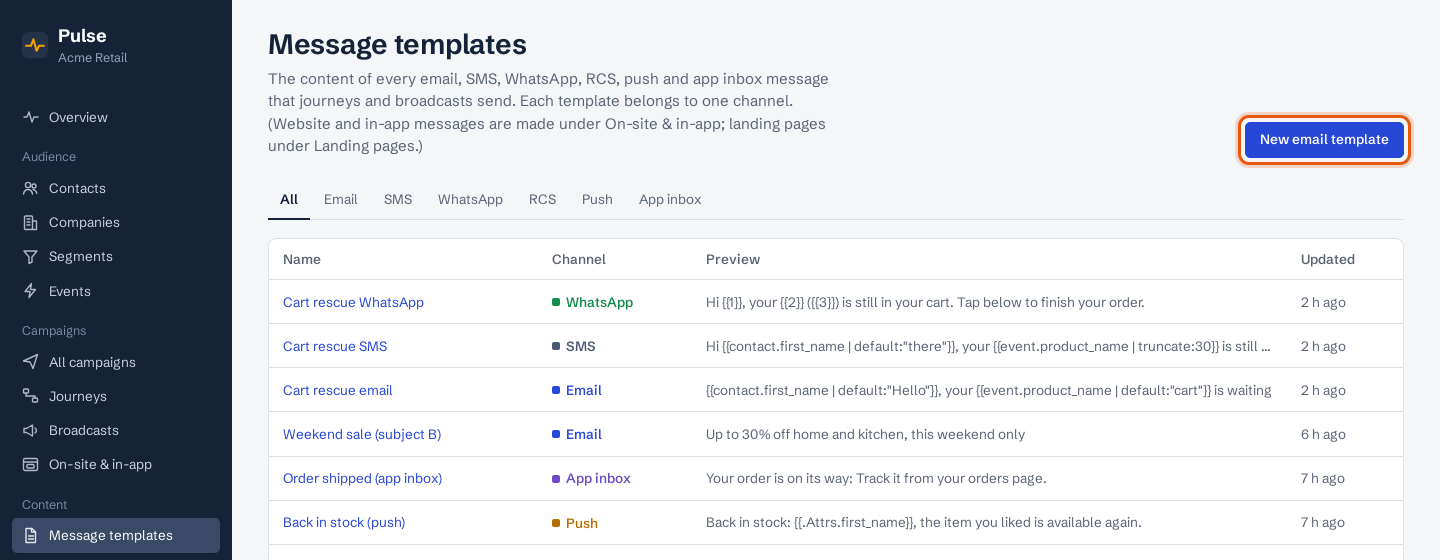 Pulse
Acme Retail
Overview
Audience
Contacts
Companies
Segments
Events
Campaigns
All campaigns
Journeys
Broadcasts
On-site & in-app
Content
Message templates
Message templates
The content of every email, SMS, WhatsApp, RCS, push and app inbox message
that journeys and broadcasts send. Each template belongs to one channel.
(Website and in-app messages are made under On-site & in-app; landing pages
under Landing pages.)
New email template
All Email SMS WhatsApp RCS Push App inbox
Name Channel Preview Updated
Cart rescue WhatsApp WhatsApp Hi {{1}}, your {{2}} ({{3}}) is still in your cart. Tap below to finish your order. 2 h ago
Cart rescue SMS SMS Hi {{contact.first_name | default:"there"}}, your {{event.product_name | truncate:30}} is still ... 2 h ago
Cart rescue email Email {{contact.first_name | default:"Hello"}}, your {{event.product_name | default:"cart"}} is waiting 2 h ago
Weekend sale (subject B) Email Up to 30% off home and kitchen, this weekend only 6 h ago
Order shipped (app inbox) App inbox Your order is on its way: Track it from your orders page. 7 h ago
Back in stock (push) Push Back in stock: {{.Attrs.first_name}}, the item you liked is available again. 7 h ago